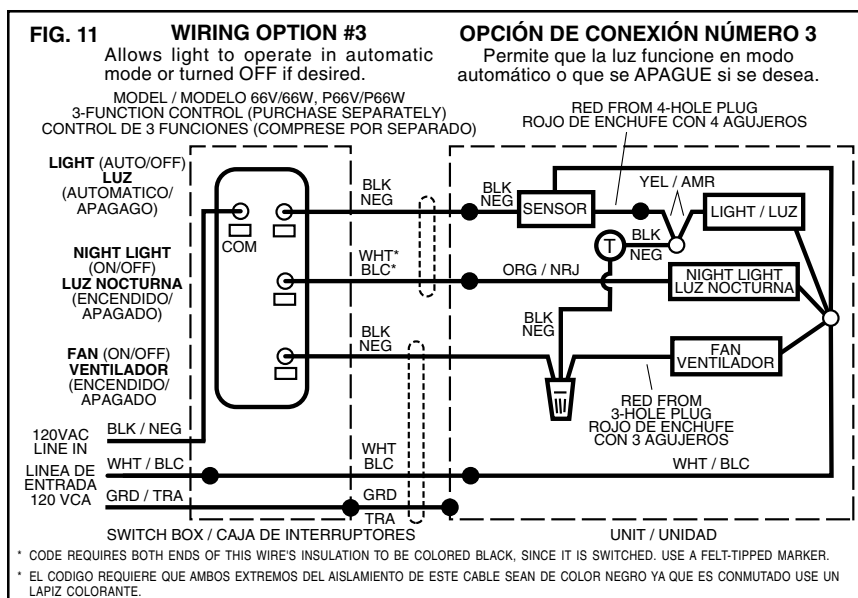 FIG. 11
WIRING OPTION #3
Allows light to operate in automatic
mode or turned OFF if desired.
OPCIÓN DE CONEXIÓN NÚMERO 3
Permite que la luz funcione en modo
automático o que se APAGUE si se desea.
MODEL / MODELO 66V/66W, P66V/P66W
3-FUNCTION CONTROL (PURCHASE SEPARATELY)
CONTROL DE 3 FUNCIONES (COMPRESE POR SEPARADO)
RED FROM 4-HOLE PLUG
ROJO DE ENCHUFE CON 4 AGUJEROS
LIGHT (AUTO/OFF)
LUZ
(AUTOMATICO/
APAGAGO)
COM
BLK
NEG
BLK
NEG
SENSOR
YEL / AMR
LIGHT / LUZ
T
BLK
NEG
NIGHT LIGHT
(ON/OFF)
LUZ NOCTURNA
(ENCENDIDO/
APAGADO)
WHT*
BLC*
ORG / NRJ
NIGHT LIGHT
LUZ NOCTURNA
BLK
NEG
FAN (ON/OFF)
VENTILADOR
(ENCENDIDO/
APAGADO
BLK
NEG
FAN
VENTILADOR
RED FROM
3-HOLE PLUG
ROJO DE ENCHUFE
CON 3 AGUJEROS
120VAC
LINE IN
BLK / NEG
LINEA DE
ENTRADA
120 VCA
WHT / BLC
WHT
BLC
WHT / BLC
GRD / TRA
GRD
TRA
SWITCH BOX / CAJA DE INTERRUPTORES
UNIT / UNIDAD
* CODE REQUIRES BOTH ENDS OF THIS WIRE'S INSULATION TO BE COLORED BLACK, SINCE IT IS SWITCHED. USE A FELT-TIPPED MARKER.
* EL CODIGO REQUIERE QUE AMBOS EXTREMOS DEL AISLAMIENTO DE ESTE CABLE SEAN DE COLOR NEGRO YA QUE ES CONMUTADO USE UN
LAPIZ COLORANTE.